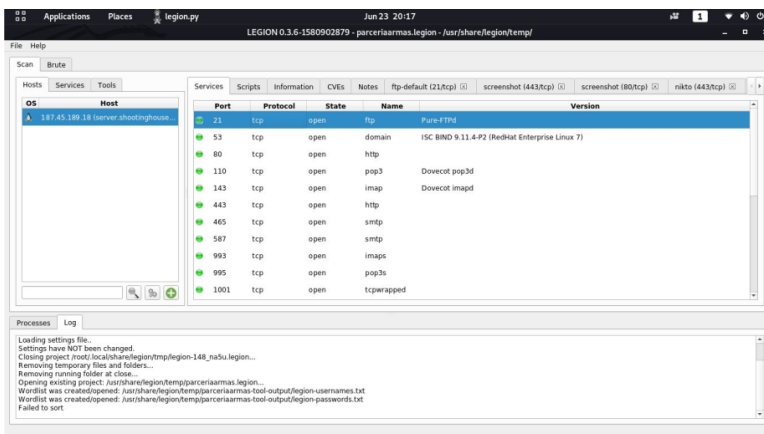 Applications Places legion.py Jun 23 20:17 1
LEGION 0.3.6-1580902879 - parceriaarmas.legion - /usr/share/legion/temp/
File Help
Scan Brute
Hosts Services Tools
OS Host
187.45.189.18 (server.shootinghouse...
Services Scripts Information CVEs Notes ftp-default (21/tcp) screenshot (443/tcp) screenshot (80/tcp) nikto (443/tcp)
Port Protocol State Name Version
21 tcp open ftp Pure-FTPd
53 tcp open domain ISC BIND 9.11.4-P2 (RedHat Enterprise Linux 7)
80 tcp open http
110 tcp open pop3 Dovecot pop3d
143 tcp open imap Dovecot imapd
443 tcp open http
465 tcp open smtp
587 tcp open smtp
993 tcp open imaps
995 tcp open pop3s
1001 tcp open tcpwrapped
Processes Log
Loading settings file..
Settings have NOT been changed.
Closing project /root/.local/share/legion/tmp/legion-148_na5u.legion...
Removing temporary files and folders...
Removing running folder at close...
Opening existing project: /usr/share/legion/temp/parceriaarmas.legion...
Wordlist was created/opened: /usr/share/legion/temp/parceriaarmas-tool-output/legion-usernames.txt
Wordlist was created/opened: /usr/share/legion/temp/parceriaarmas-tool-output/legion-passwords.txt
Failed to sort